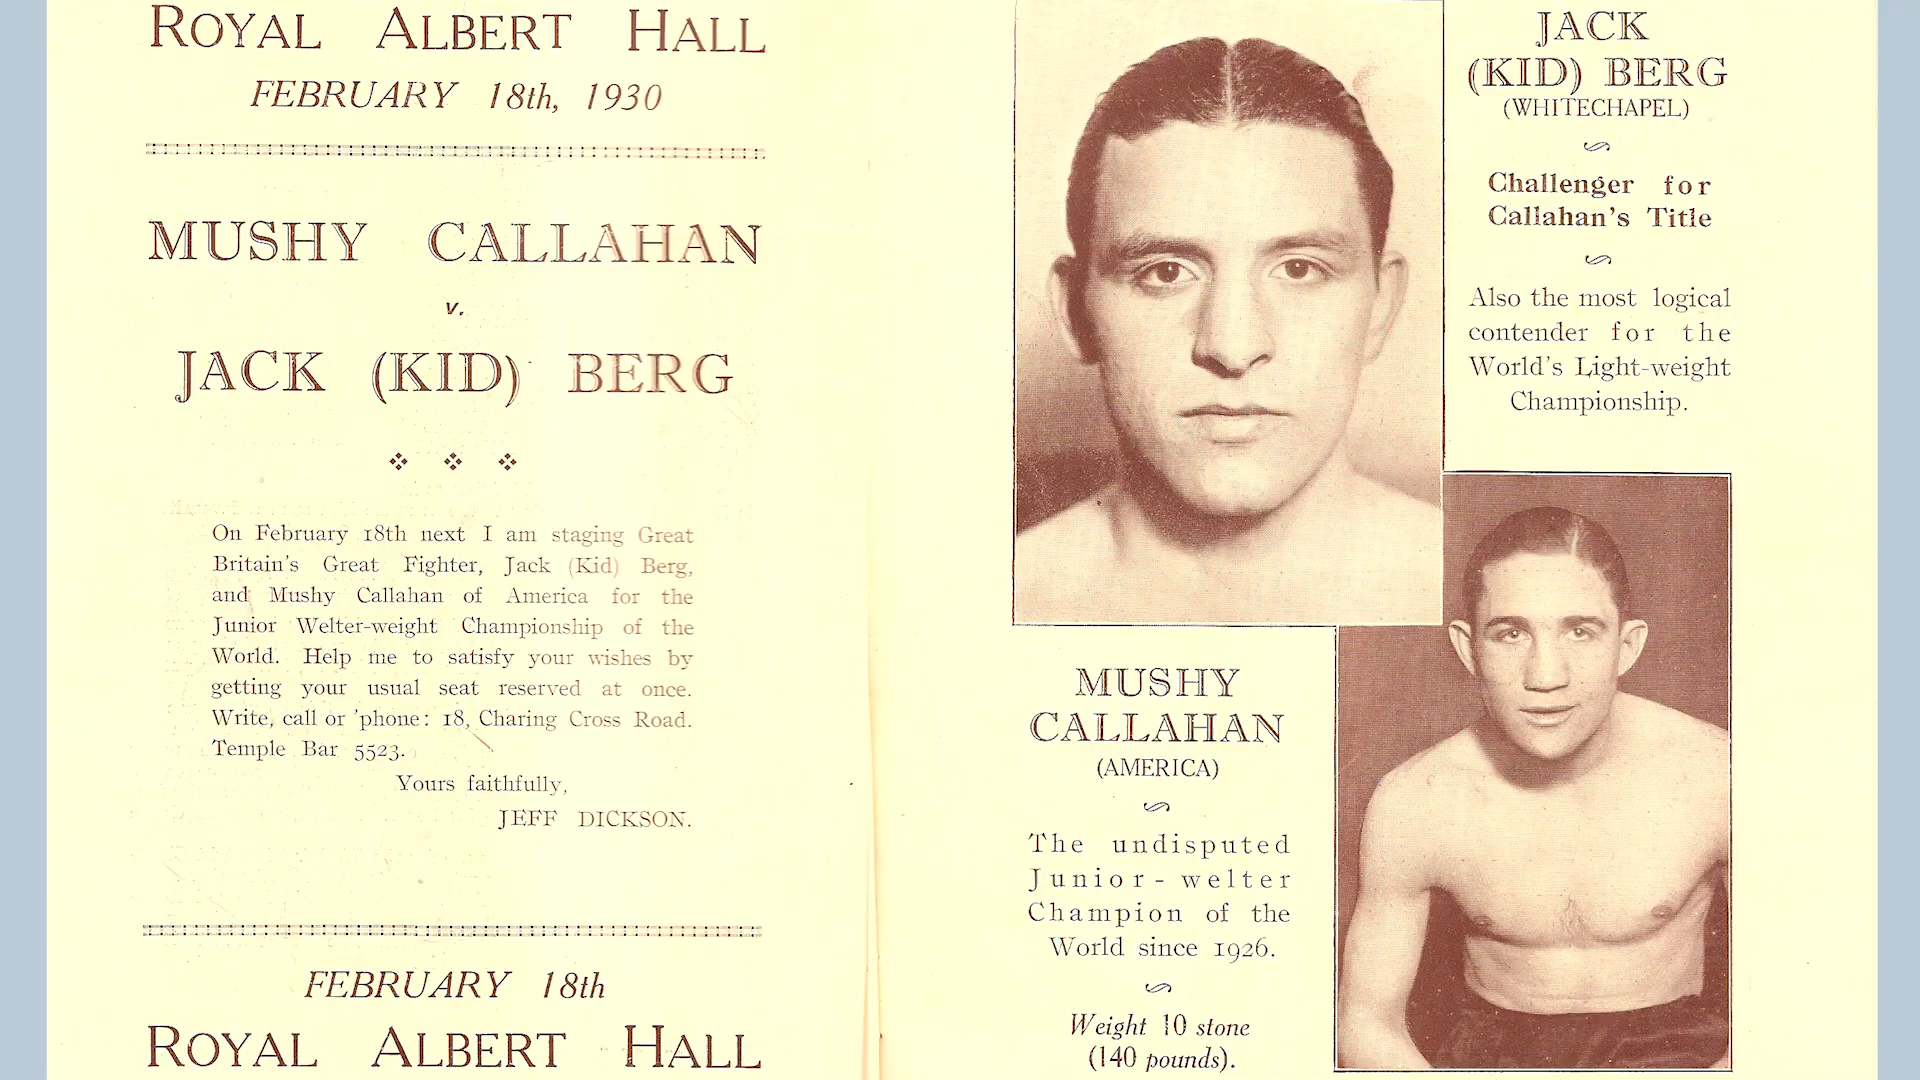 ROYAL ALBERT HALL
FEBRUARY 18th, 1930
MUSHY CALLAHAN
v.
JACK (KID) BERG
On February 18th next I am staging Great
Britain's Great Fighter, Jack (Kid) Berg,
and Mushy Callahan of America for the
Junior Welter-weight Championship of the
World. Help me to satisfy your wishes by
getting your usual seat reserved at once.
Write, call or 'phone: 18, Charing Cross Road.
Temple Bar 5523.
Yours faithfully,
JEFF DICKSON.
FEBRUARY 18th
ROYAL ALBERT HALL
JACK
(KID) BERG
(WHITECHAPEL)
Challenger for
Callahan's Title
Also the most logical
contender for the
World's Light-weight
Championship.
MUSHY
CALLAHAN
(AMERICA)
The undisputed
Junior-welter
Champion of the
World since 1926.
Weight 10 stone
(140 pounds).